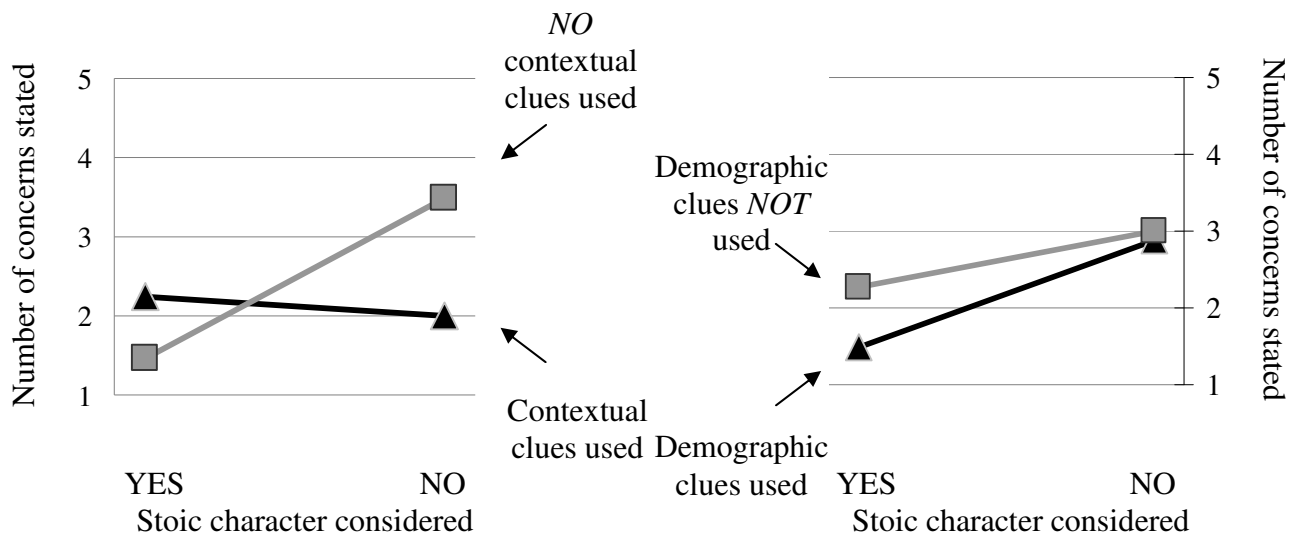 Number of concerns stated
5
4
3
2
1
NO
contextual
clues used
Contextual
clues used
YES
NO
Stoic character considered
Demographic
clues NOT
used
Demographic
clues used
5
4
3
2
1
Number of concerns stated
YES
NO
Stoic character considered